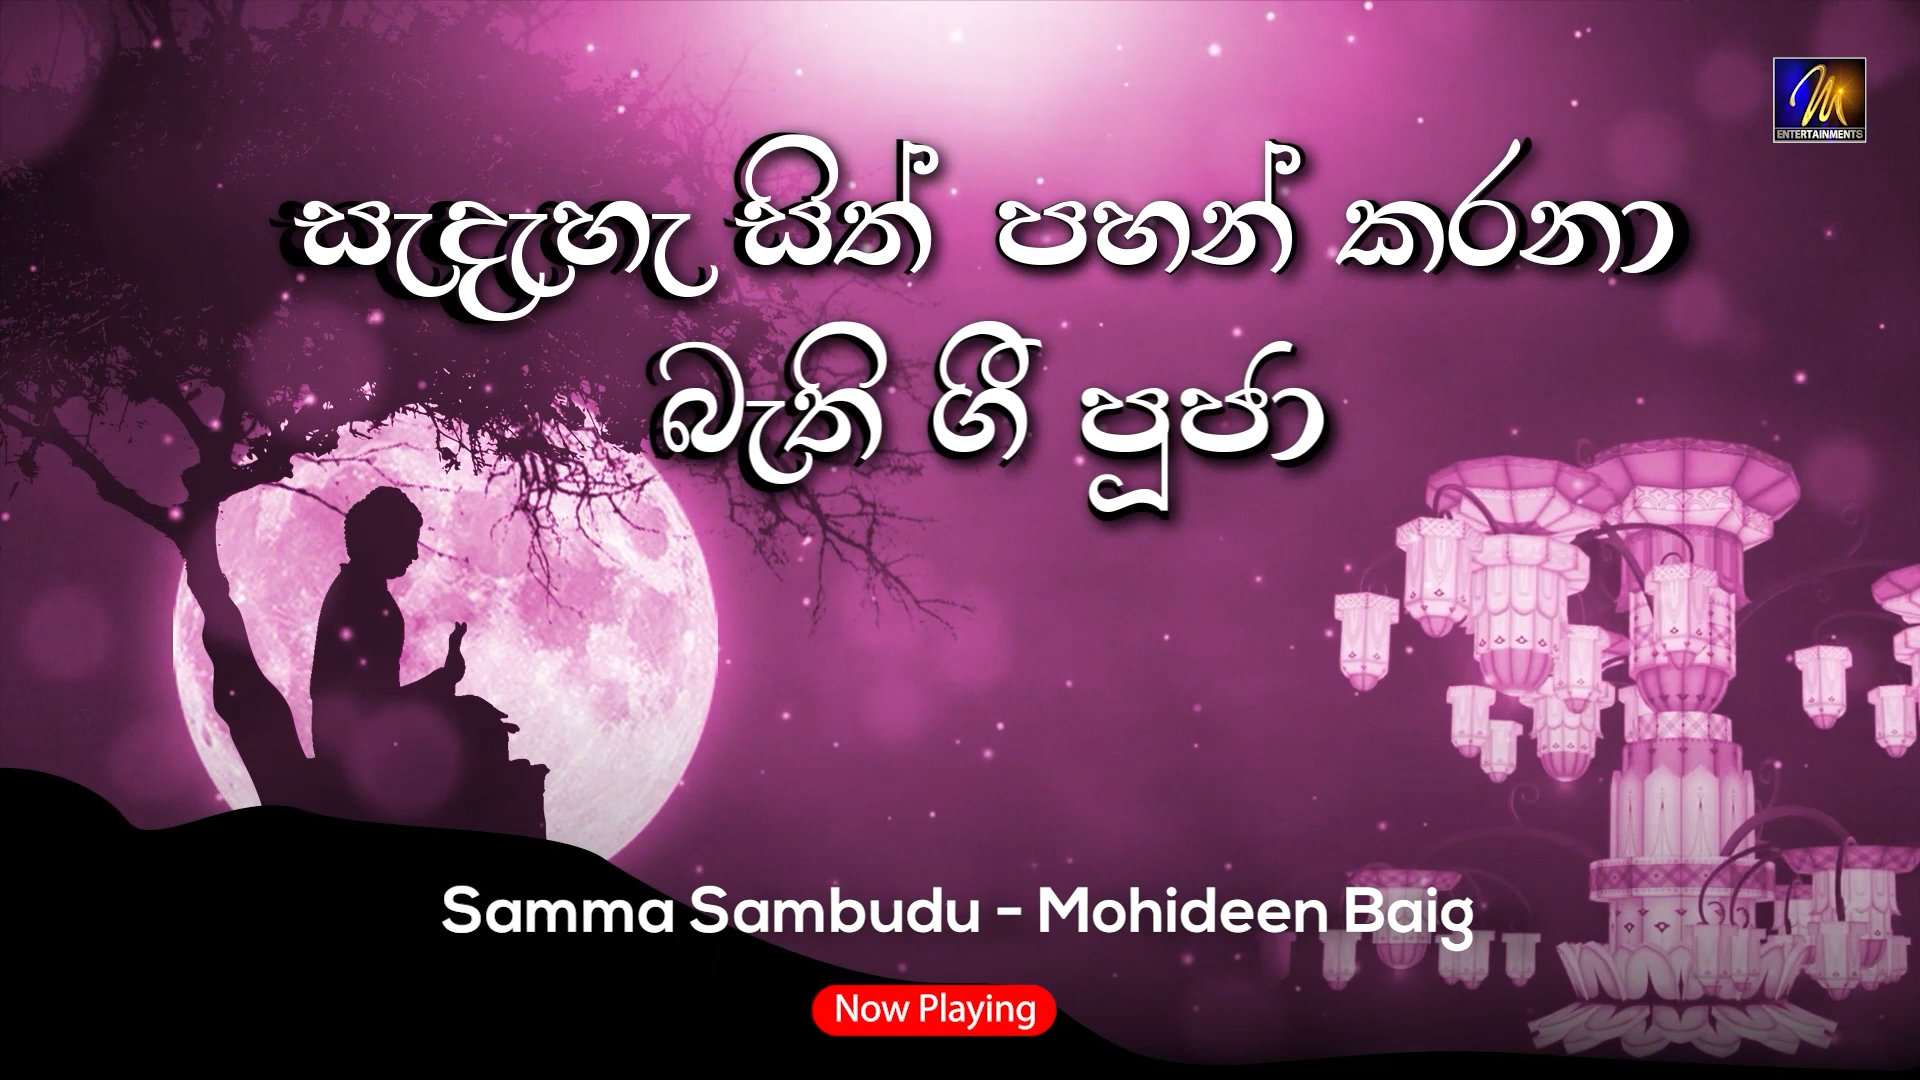 සැදැහැ සිත් පහන් කරනා
බැති ගී පූජා
M
ENTERTAINMENTS
Samma Sambudu - Mohideen Baig
Now Playing